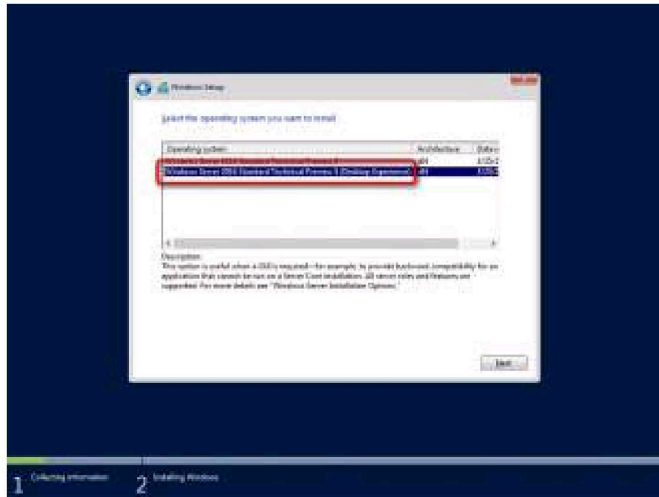 Windows Setup
Select the operating system you want to install
Operating system Architecture Date
Windows Server 2016 Standard Technical Preview x64
Windows Server 2016 Standard Technical Preview 5 (Desktop Experience) x64
Description:
This option is useful when a GUI is required—for example, to provide backward compatibility for an
application that cannot be run on a Server Core installation. All server roles and features are
supported. For more details see "Windows Server Installation Options."
Next
1 Collecting information 2 Installing Windows